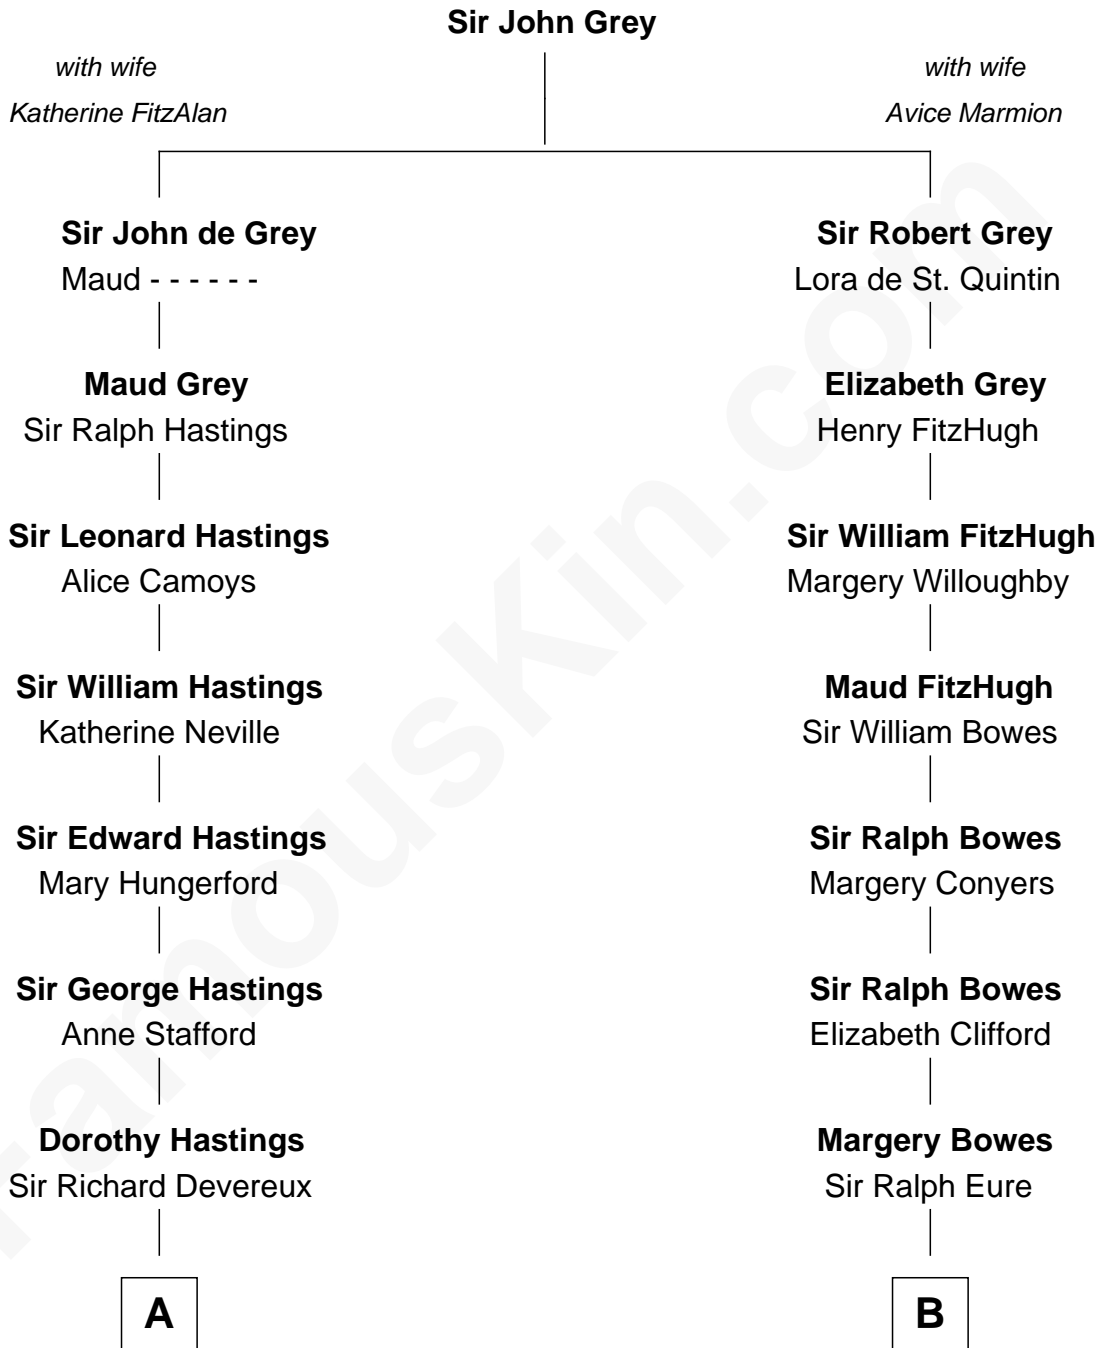 Sir John Grey
with wife
Katherine FitzAlan
with wife
Avice Marmion
Sir John de Grey
Maud - - - - - -
Sir Robert Grey
Lora de St. Quintin
Maud Grey
Sir Ralph Hastings
Elizabeth Grey
Henry FitzHugh
Sir Leonard Hastings
Alice Camoys
Sir William FitzHugh
Margery Willoughby
Sir William Hastings
Katherine Neville
Maud FitzHugh
Sir William Bowes
Sir Edward Hastings
Mary Hungerford
Sir Ralph Bowes
Margery Conyers
Sir George Hastings
Anne Stafford
Sir Ralph Bowes
Elizabeth Clifford
Dorothy Hastings
Sir Richard Devereux
Margery Bowes
Sir Ralph Eure
A
B
FamousKin.com